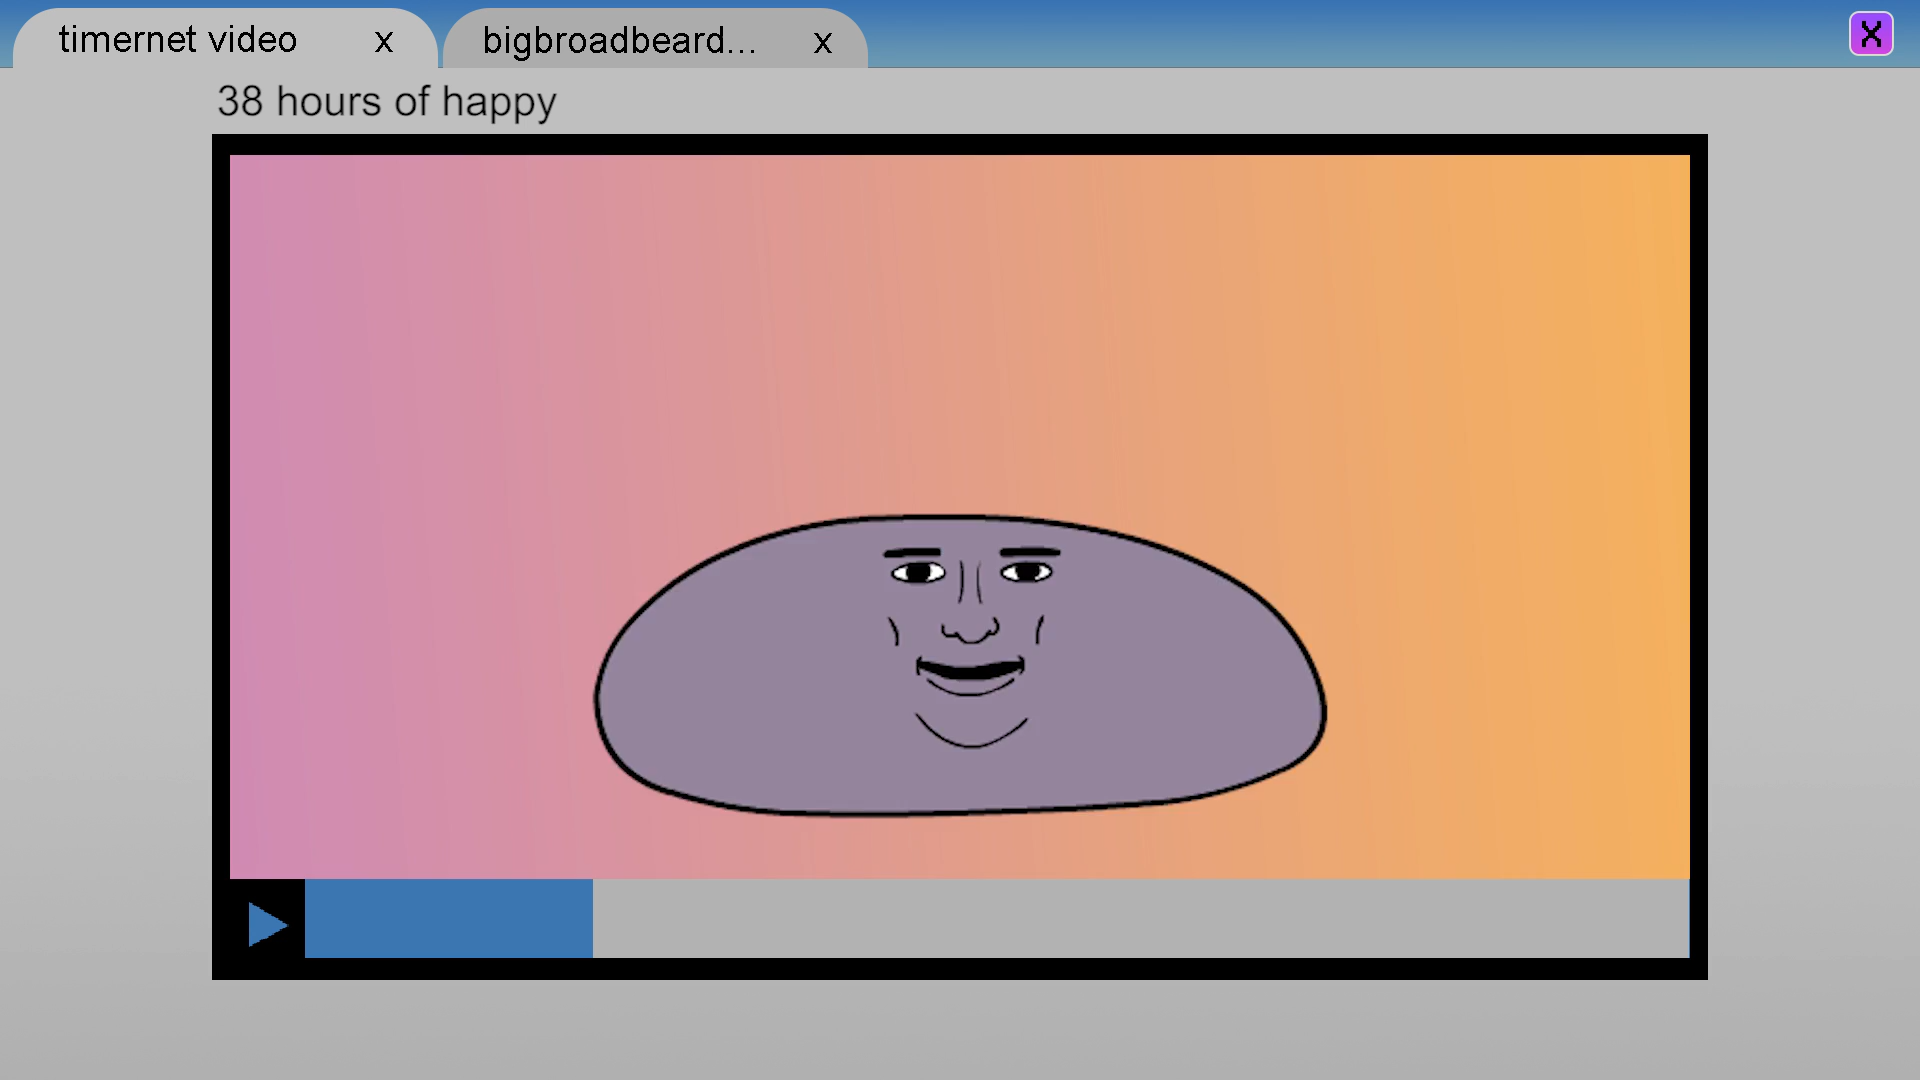 timernet video x
bigbroadbeard... x
X
38 hours of happy